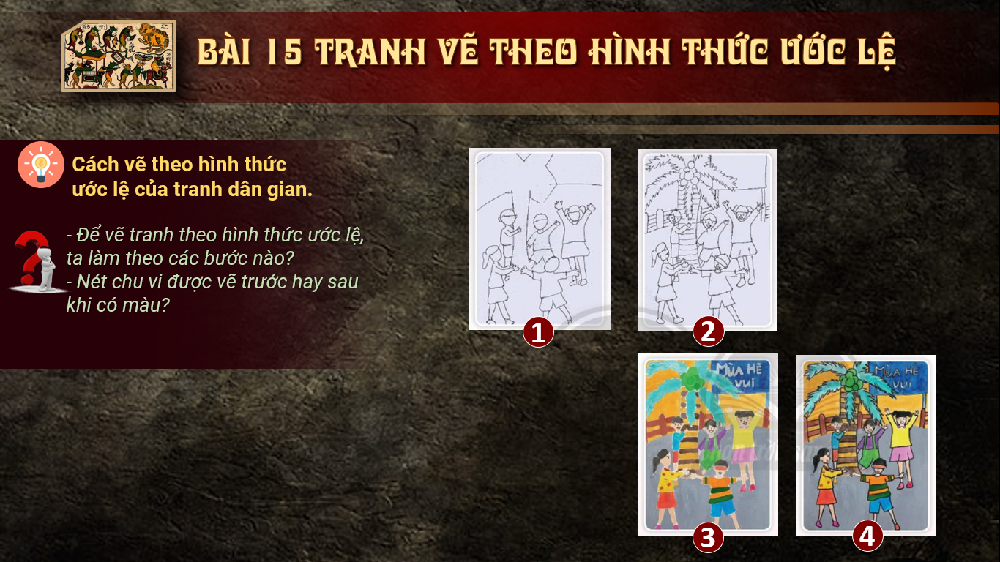 BÀI 15 TRANH VẼ THEO HÌNH THỨC ƯỚC LỆ
Cách vẽ theo hình thức
ước lệ của tranh dân gian.
- Để vẽ tranh theo hình thức ước lệ,
ta làm theo các bước nào?
- Nét chu vi được vẽ trước hay sau
khi có màu?
1
2
MÙA HÈ
VUI
MÙA HÈ
VUI
3
4